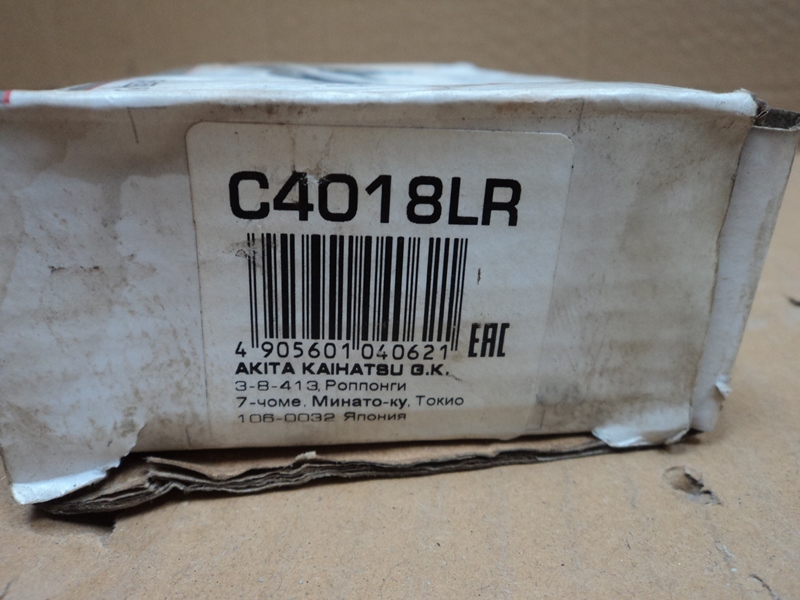 C4018LR
4 905601 040621 EAC
AKITA KAIHATSU G.K.
3-8-413, Роппонги
7-чоме, Минато-ку, Токио
106-0032 Япония